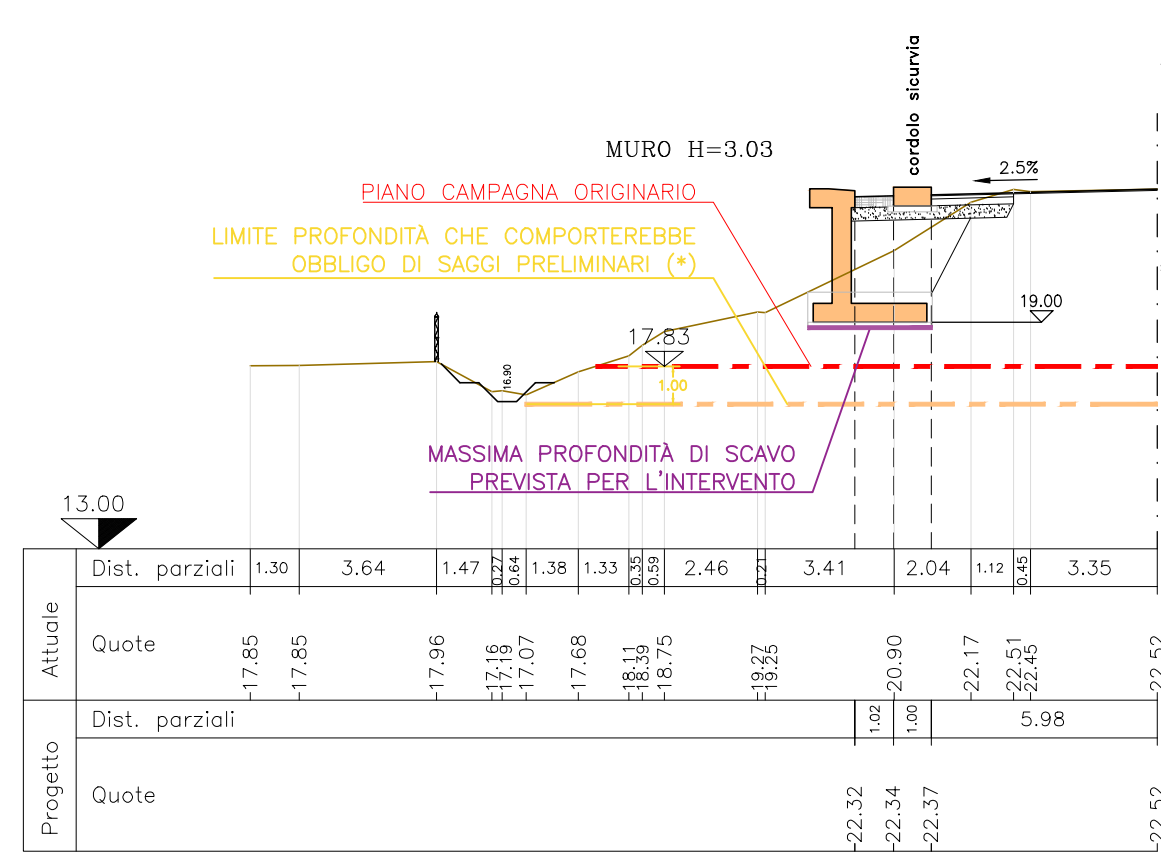 cordolo sicurvia
MURO H=3.03
2.5%
PIANO CAMPAGNA ORIGINARIO
LIMITE PROFONDITÀ CHE COMPORTEREBBE
OBBLIGO DI SAGGI PRELIMINARI (*)
19.00
17.83
16.90
1.00
MASSIMA PROFONDITÀ DI SCAVO
PREVISTA PER L'INTERVENTO
13.00
Attuale
Dist. parziali 1.30 3.64 1.47 0.27 0.64 1.38 1.33 0.35 0.59 2.46 0.21 3.41 2.04 1.12 0.45 3.35
Quote 17.85 17.85 17.96 17.16 17.19 17.07 17.68 18.11 18.39 18.75 19.27 19.25 20.90 22.17 22.51 22.45 22.52
Progetto
Dist. parziali 1.02 1.00 5.98
Quote 22.32 22.34 22.37 22.52